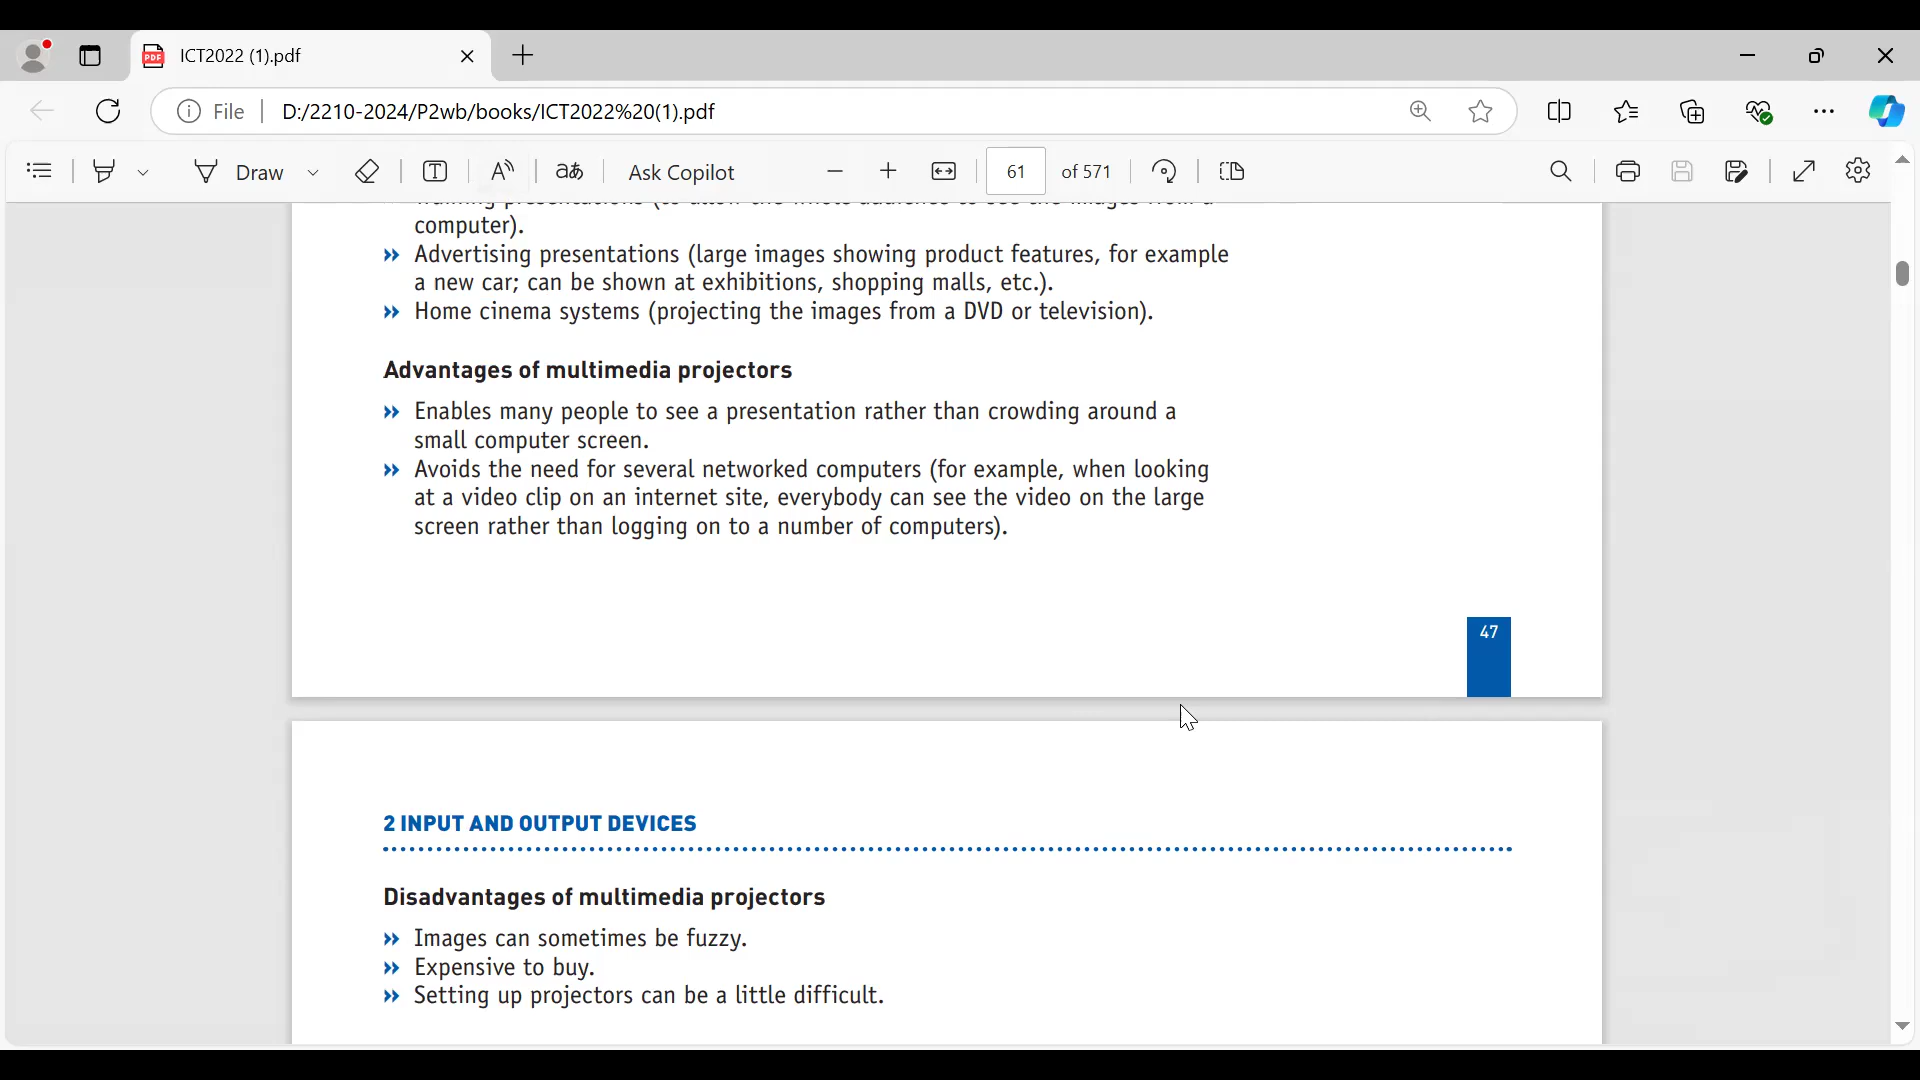 ICT2022 (1).pdf
File
D:/2210-2024/P2wb/books/ICT2022%20(1).pdf
Draw
aあ
Ask Copilot
61 of 571
computer).
» Advertising presentations (large images showing product features, for example
a new car; can be shown at exhibitions, shopping malls, etc.).
» Home cinema systems (projecting the images from a DVD or television).
Advantages of multimedia projectors
» Enables many people to see a presentation rather than crowding around a
small computer screen.
» Avoids the need for several networked computers (for example, when looking
at a video clip on an internet site, everybody can see the video on the large
screen rather than logging on to a number of computers).
47
2 INPUT AND OUTPUT DEVICES
Disadvantages of multimedia projectors
» Images can sometimes be fuzzy.
» Expensive to buy.
» Setting up projectors can be a little difficult.